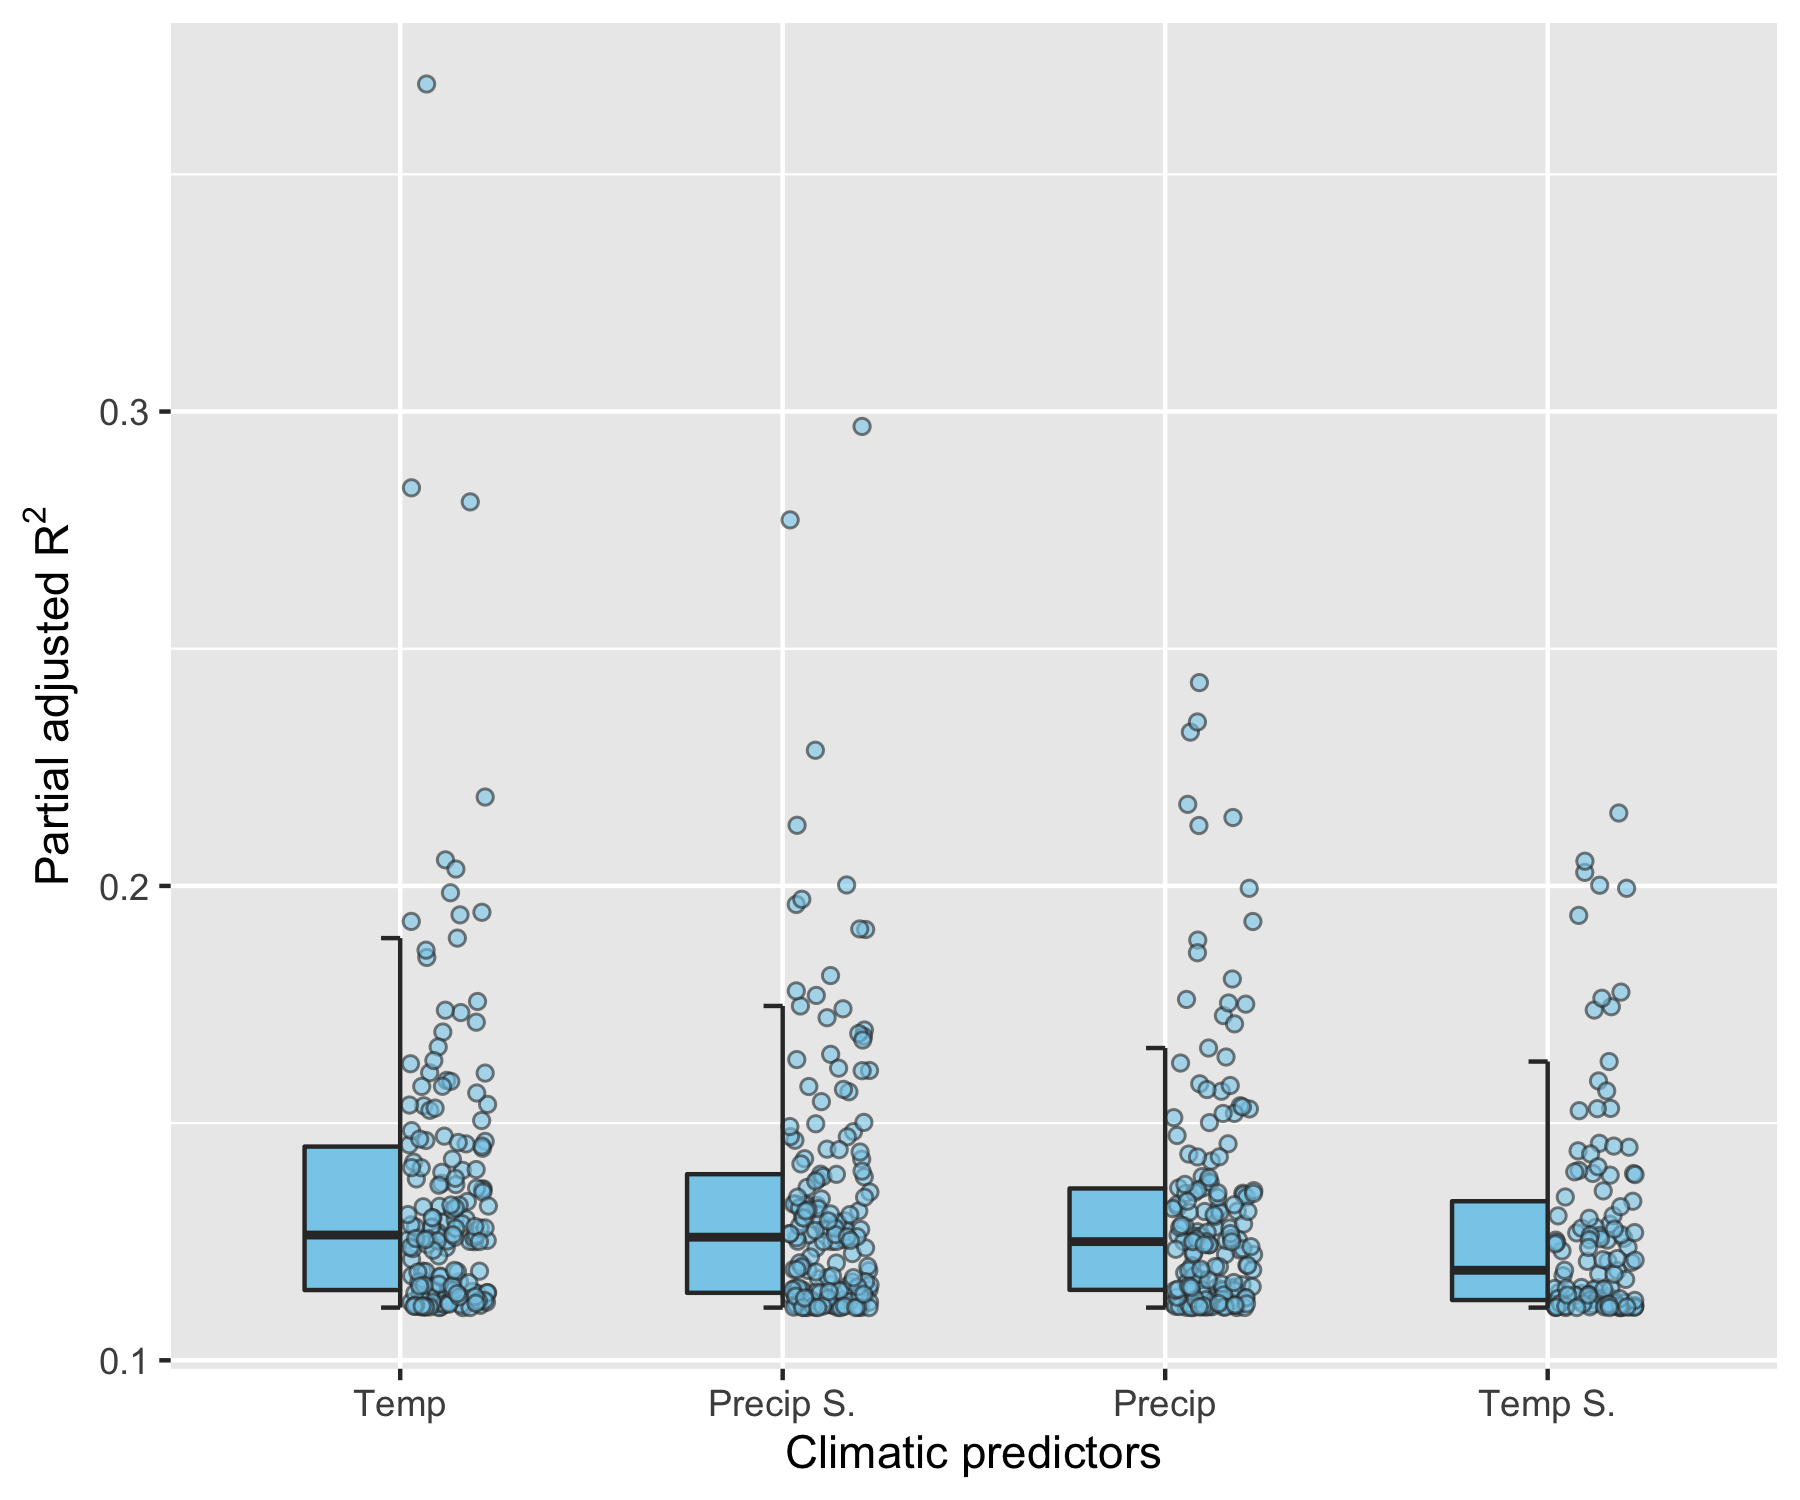 0.3
0.2
0.1
Partial adjusted R²
Temp
Precip S.
Precip
Temp S.
Climatic predictors